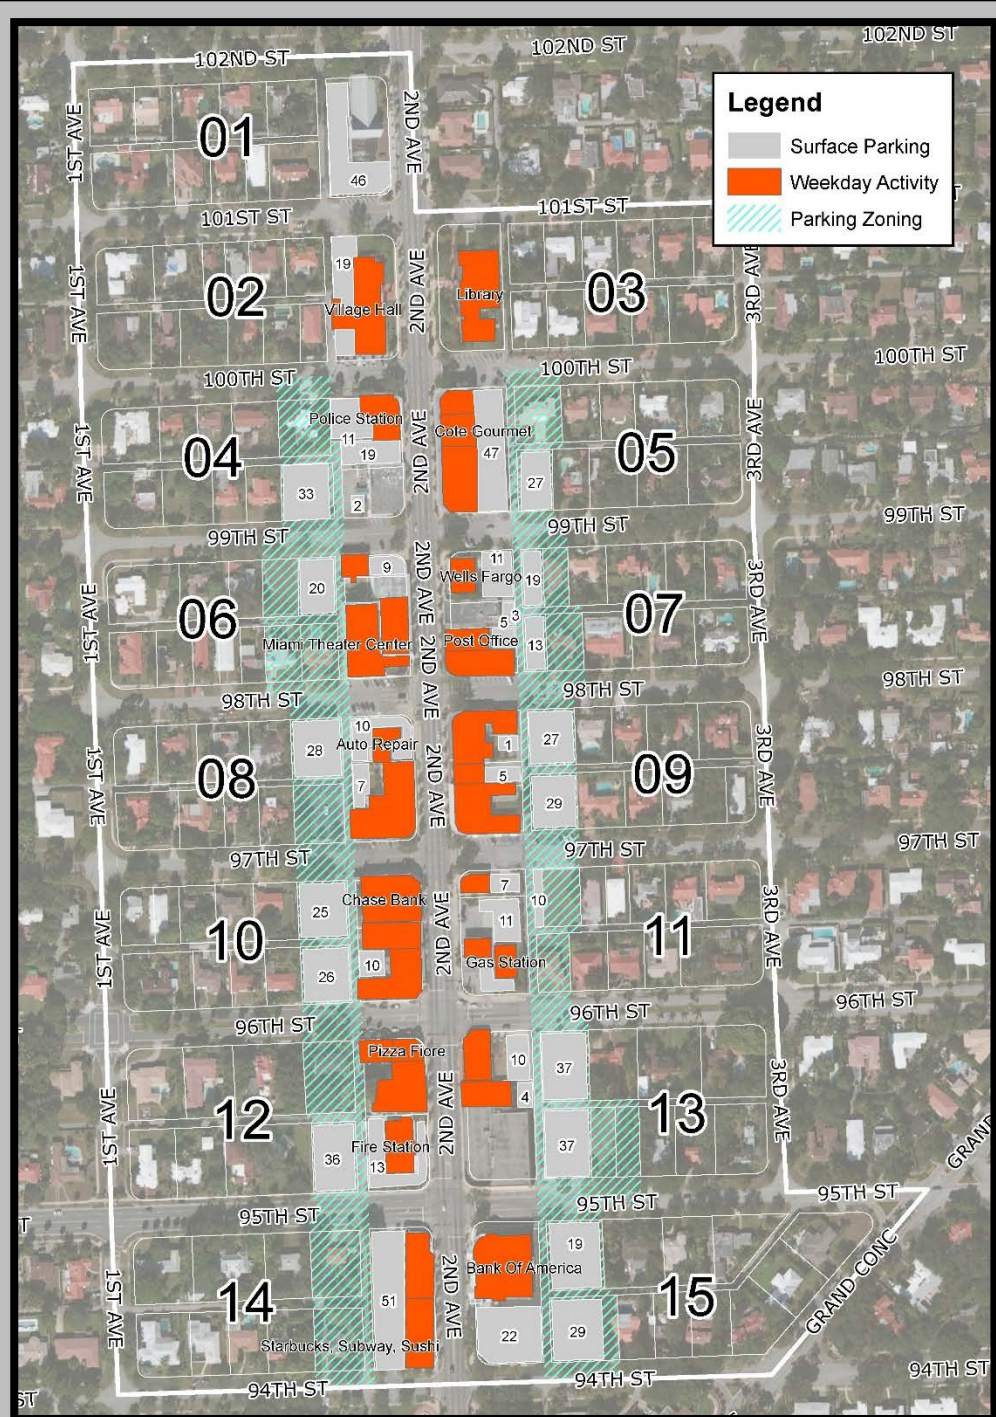 102ND ST
102ND ST
102ND ST
Legend
Surface Parking
Weekday Activity
Parking Zoning
1ST AVE
01
2ND AVE
46
101ST ST
101ST ST
1ST AVE
02
19
Village Hall
2ND AVE
Library
03
3RD AVE
100TH ST
100TH ST
100TH ST
1ST AVE
04
Police Station
11
19
33
2
2ND AVE
Cote Gourmet
47
27
05
3RD AVE
99TH ST
99TH ST
99TH ST
1ST AVE
06
20
9
Miami Theater Center
2ND AVE
2ND AVE
Wells Fargo
11
19
3
5
Post Office
13
07
3RD AVE
98TH ST
98TH ST
98TH ST
1ST AVE
08
28
10
Auto Repair
7
2ND AVE
1
5
27
29
09
3RD AVE
97TH ST
97TH ST
97TH ST
1ST AVE
10
25
26
Chase Bank
10
2ND AVE
7
11
10
Gas Station
11
3RD AVE
96TH ST
96TH ST
96TH ST
1ST AVE
12
Pizza Fiore
36
Fire Station
13
2ND AVE
10
4
37
37
13
3RD AVE
GRAND
95TH ST
95TH ST
95TH ST
1ST AVE
14
51
Starbucks, Subway, Sushi
2ND AVE
Bank Of America
22
19
29
15
GRAND CONC
94TH ST
94TH ST
94TH ST
ST